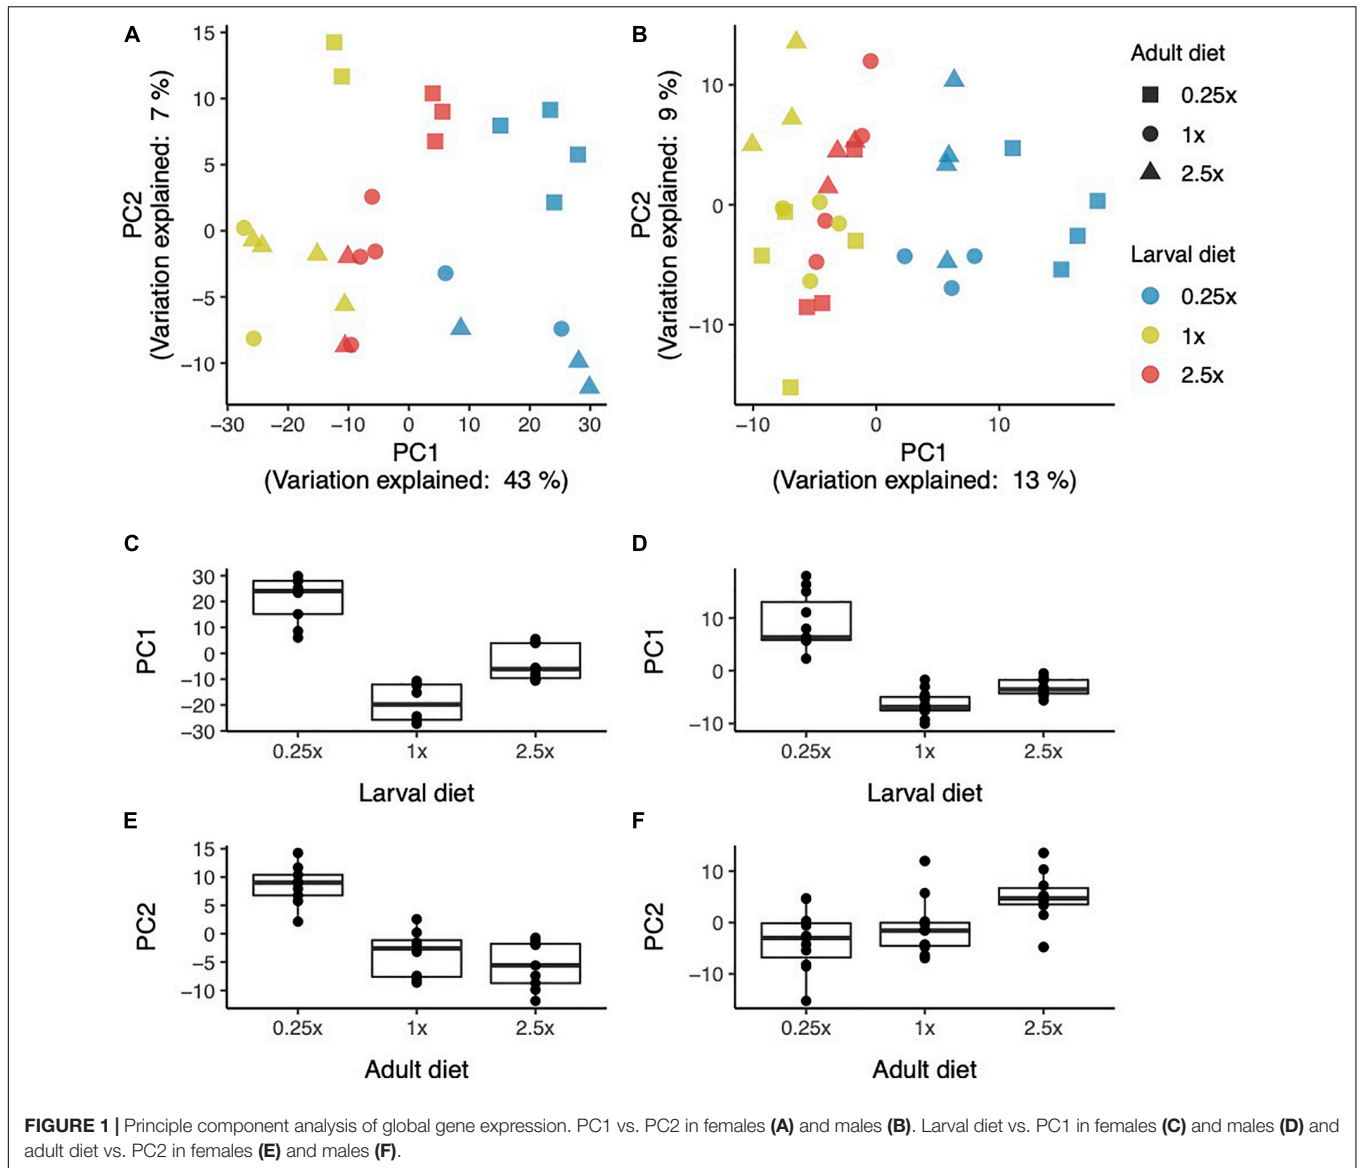 A
15
10
5
0
−5
−10
PC2
(Variation explained: 7 %)
−30 −20 −10 0 10 20 30
PC1
(Variation explained: 43 %)
B
10
0
−10
PC2
(Variation explained: 9 %)
−10 0 10
PC1
(Variation explained: 13 %)
Adult diet
0.25x
1x
2.5x
Larval diet
0.25x
1x
2.5x
C
30
20
10
0
−10
−20
−30
PC1
0.25x 1x 2.5x
Larval diet
D
10
0
−10
PC1
0.25x 1x 2.5x
Larval diet
E
15
10
5
0
−5
−10
PC2
0.25x 1x 2.5x
Adult diet
F
10
0
−10
PC2
0.25x 1x 2.5x
Adult diet
FIGURE 1 | Principle component analysis of global gene expression. PC1 vs. PC2 in females (A) and males (B). Larval diet vs. PC1 in females (C) and males (D) and
adult diet vs. PC2 in females (E) and males (F).